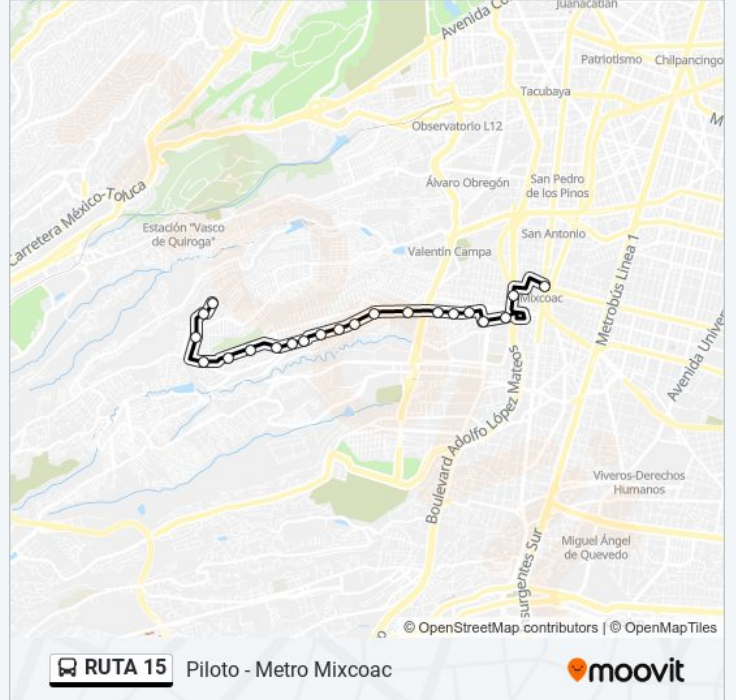 Juanacatlán
Avenida Co
Patriotismo
Chilpancingo
Tacubaya
M
Observatorio L12
Álvaro Obregón
San Pedro
de los Pinos
Carretera México-Toluca
Estación "Vasco
de Quiroga"
San Antonio
Valentín Campa
Metrobús Línea 1
Mixcoac
Avenida Univer
Boulevard Adolfo López Mateos
Viveros-Derechos
Humanos
Miguel Ángel
de Quevedo
surgentes Sur
o
© OpenStreetMap contributors | © OpenMapTiles
RUTA 15
Piloto - Metro Mixcoac
moovit